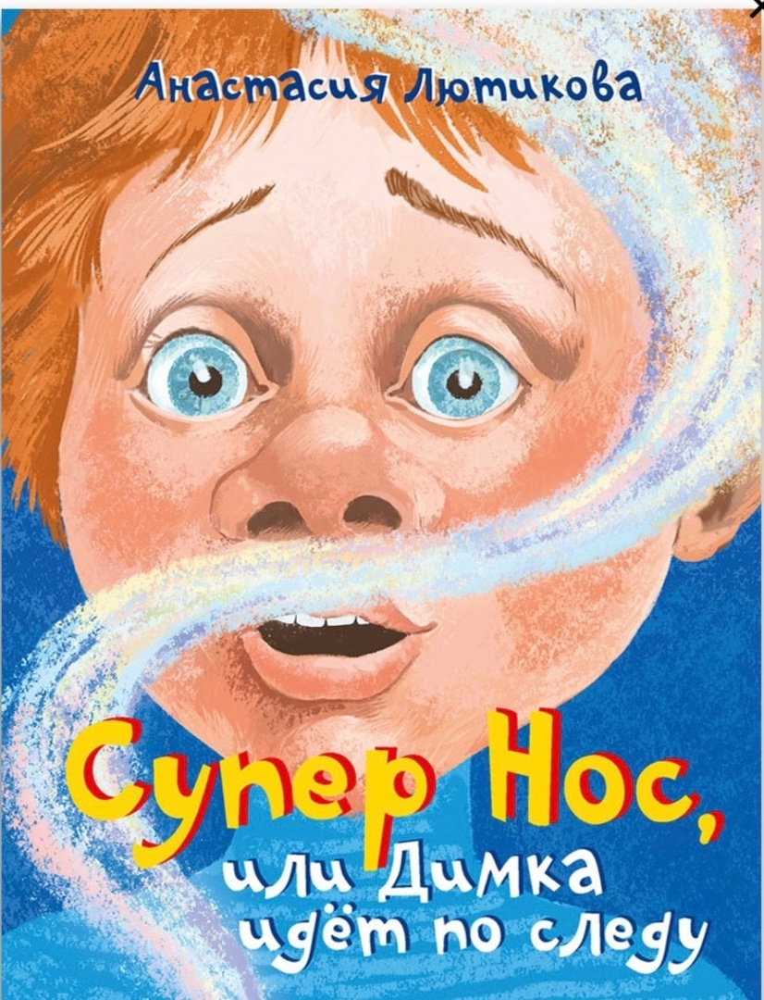 Анастасия Лютикова
Супер Нос,
или Димка
идёт по следу